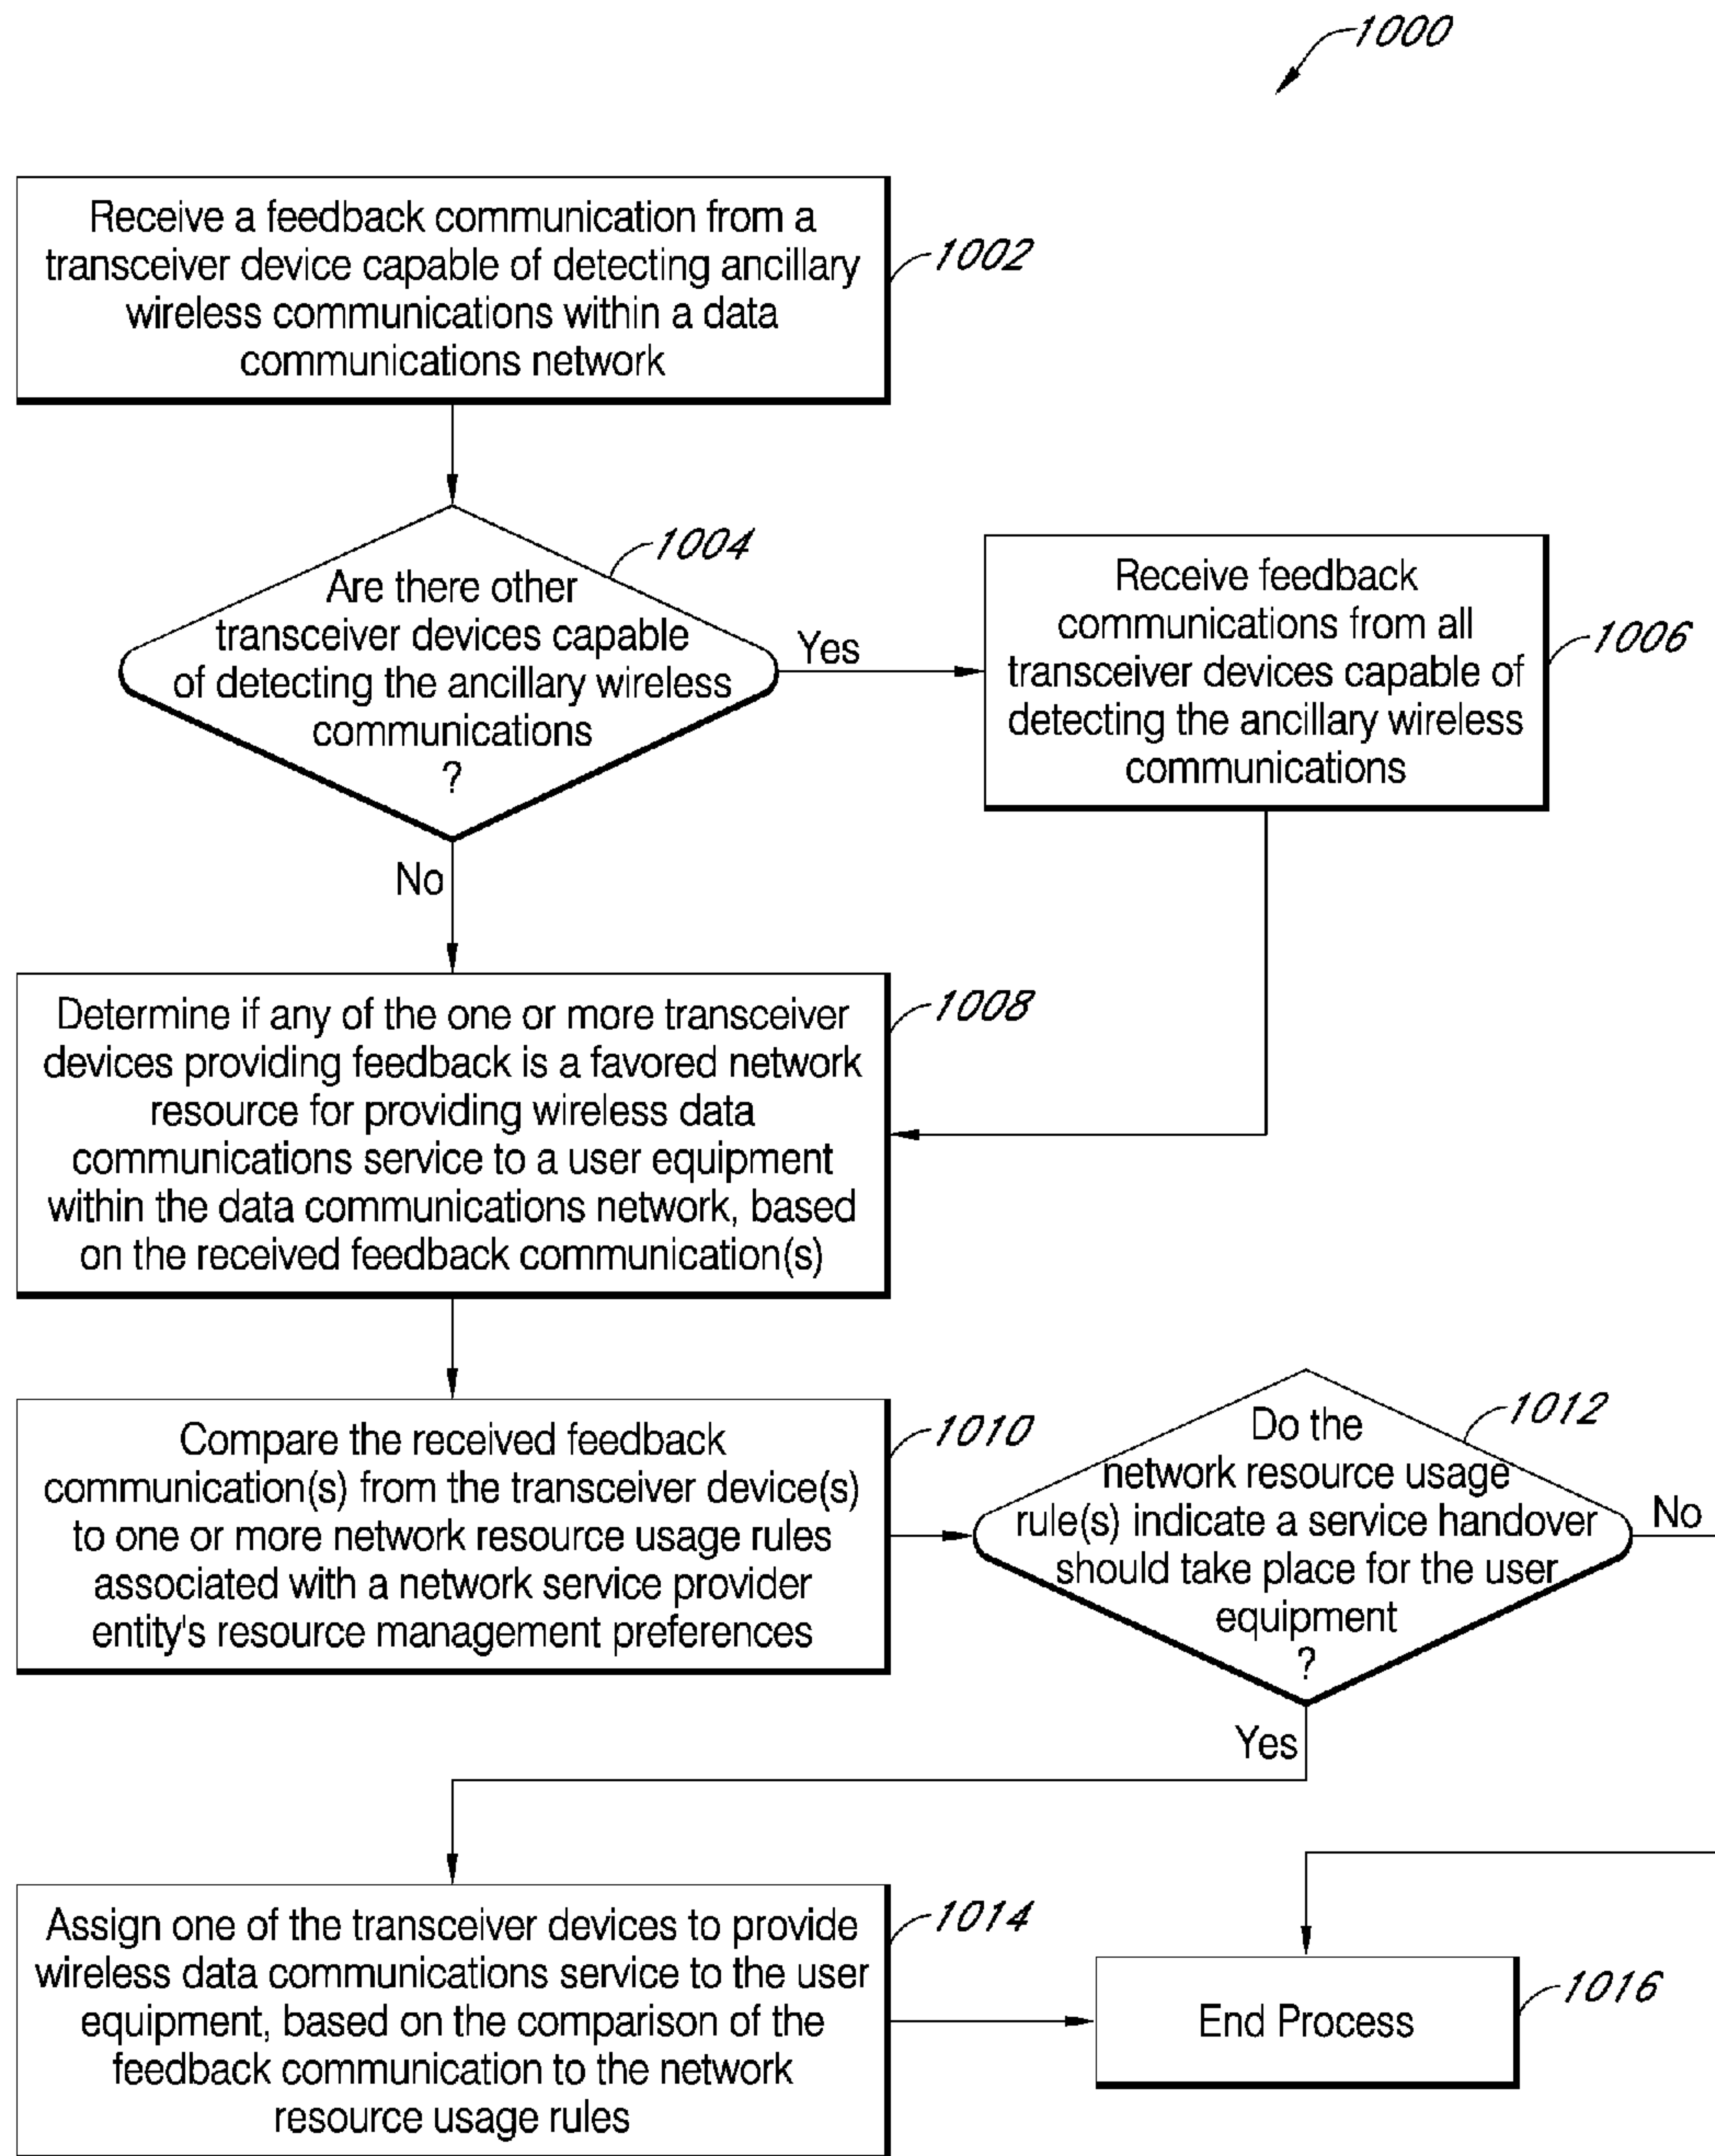 1000
Receive a feedback communication from a
transceiver device capable of detecting ancillary
wireless communications within a data
communications network
1002
Are there other
transceiver devices capable
of detecting the ancillary wireless
communications
?
1004
Yes
No
Receive feedback
communications from all
transceiver devices capable of
detecting the ancillary wireless
communications
1006
Determine if any of the one or more transceiver
devices providing feedback is a favored network
resource for providing wireless data
communications service to a user equipment
within the data communications network, based
on the received feedback communication(s)
1008
Compare the received feedback
communication(s) from the transceiver device(s)
to one or more network resource usage rules
associated with a network service provider
entity's resource management preferences
1010
Do the
network resource usage
rule(s) indicate a service handover
should take place for the user
equipment
?
1012
No
Yes
Assign one of the transceiver devices to provide
wireless data communications service to the user
equipment, based on the comparison of the
feedback communication to the network
resource usage rules
1014
End Process
1016